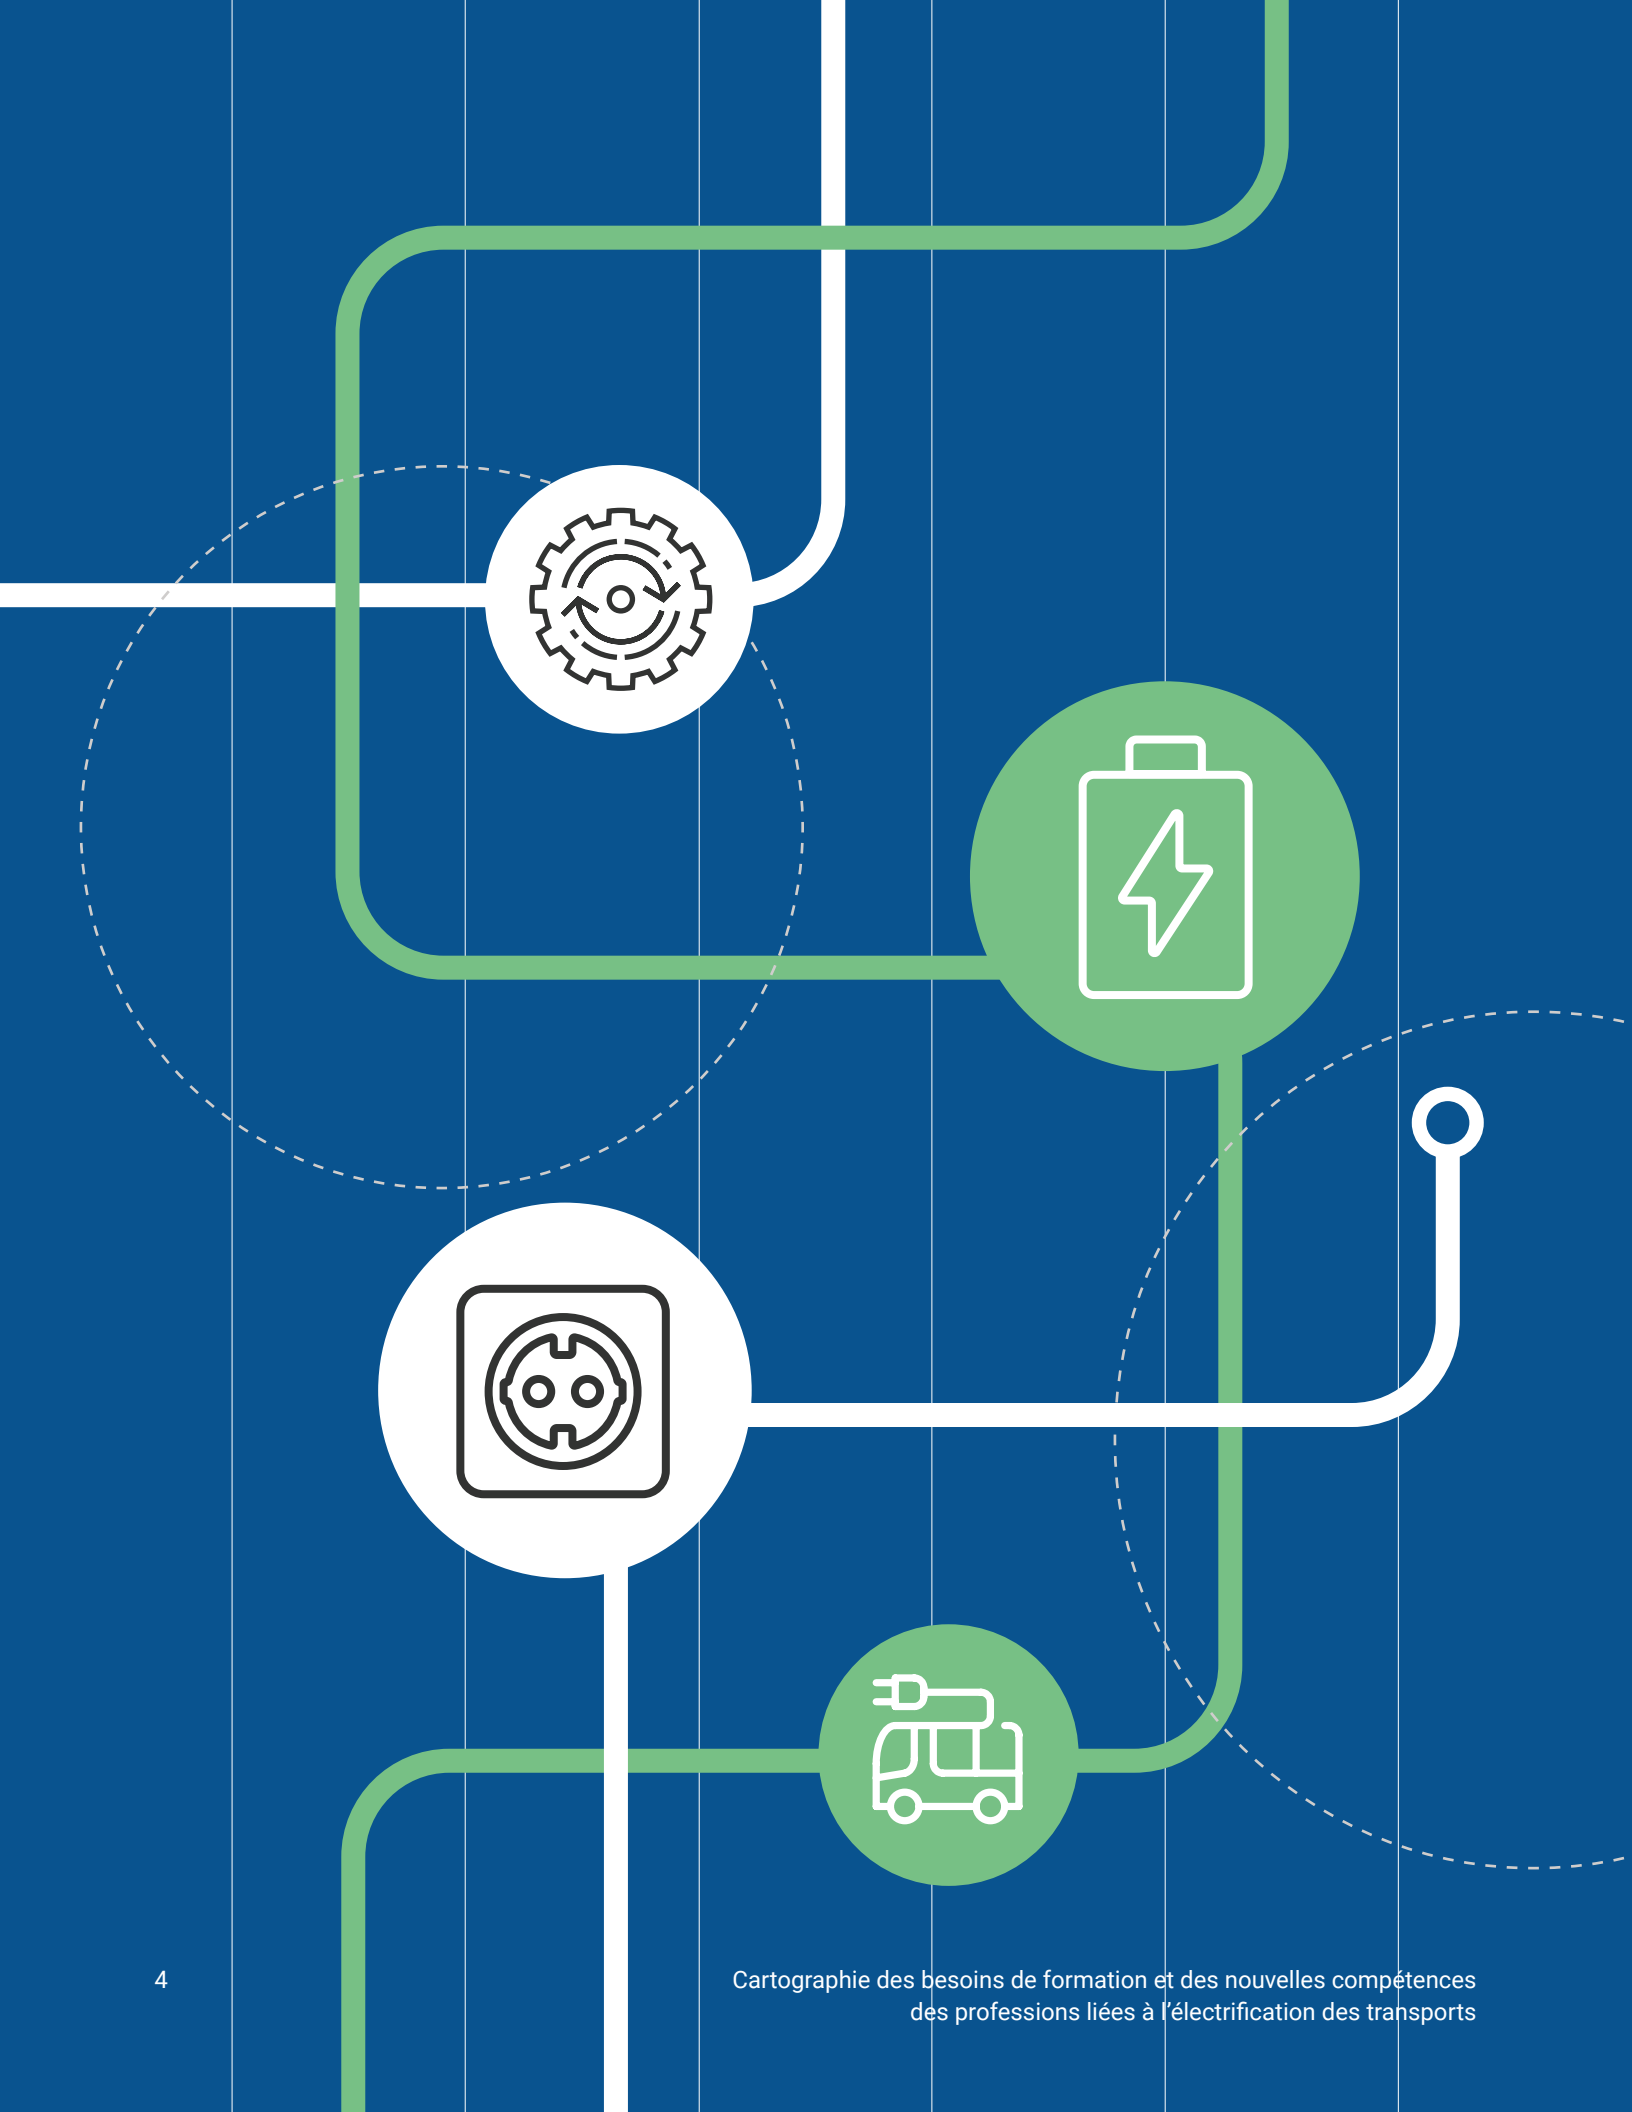 4
Cartographie des besoins de formation et des nouvelles compétences
des professions liées à l’électrification des transports